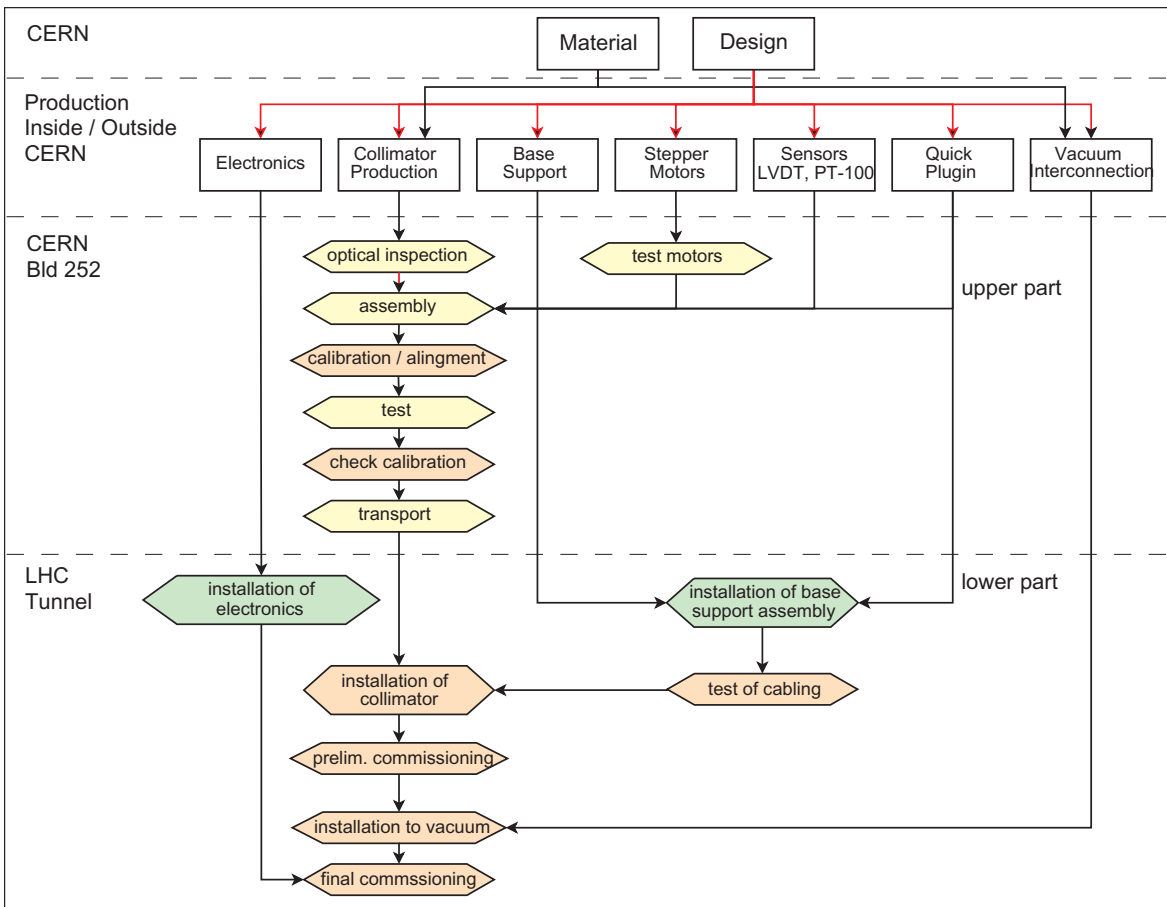 CERN
Material
Design
Production
Inside / Outside
CERN
Electronics
Collimator
Production
Base
Support
Stepper
Motors
Sensors
LVDT, PT-100
Quick
Plugin
Vacuum
Interconnection
CERN
Bld 252
optical inspection
test motors
upper part
assembly
calibration / alingment
test
check calibration
transport
LHC
Tunnel
installation of
electronics
installation of base
support assembly
lower part
installation of
collimator
test of cabling
prelim. commissioning
installation to vacuum
final commssioning